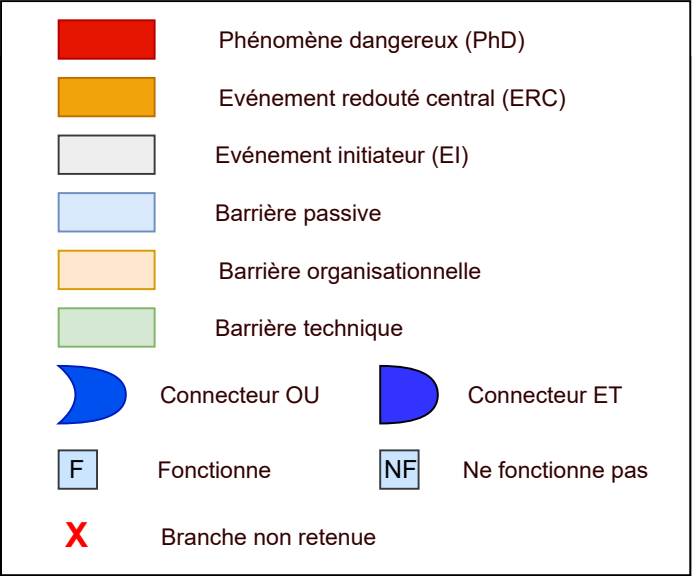 Phénomène dangereux (PhD)
Evénement redouté central (ERC)
Evénement initiateur (EI)
Barrière passive
Barrière organisationnelle
Barrière technique
Connecteur OU
Connecteur ET
F
Fonctionne
NF
Ne fonctionne pas
X
Branche non retenue